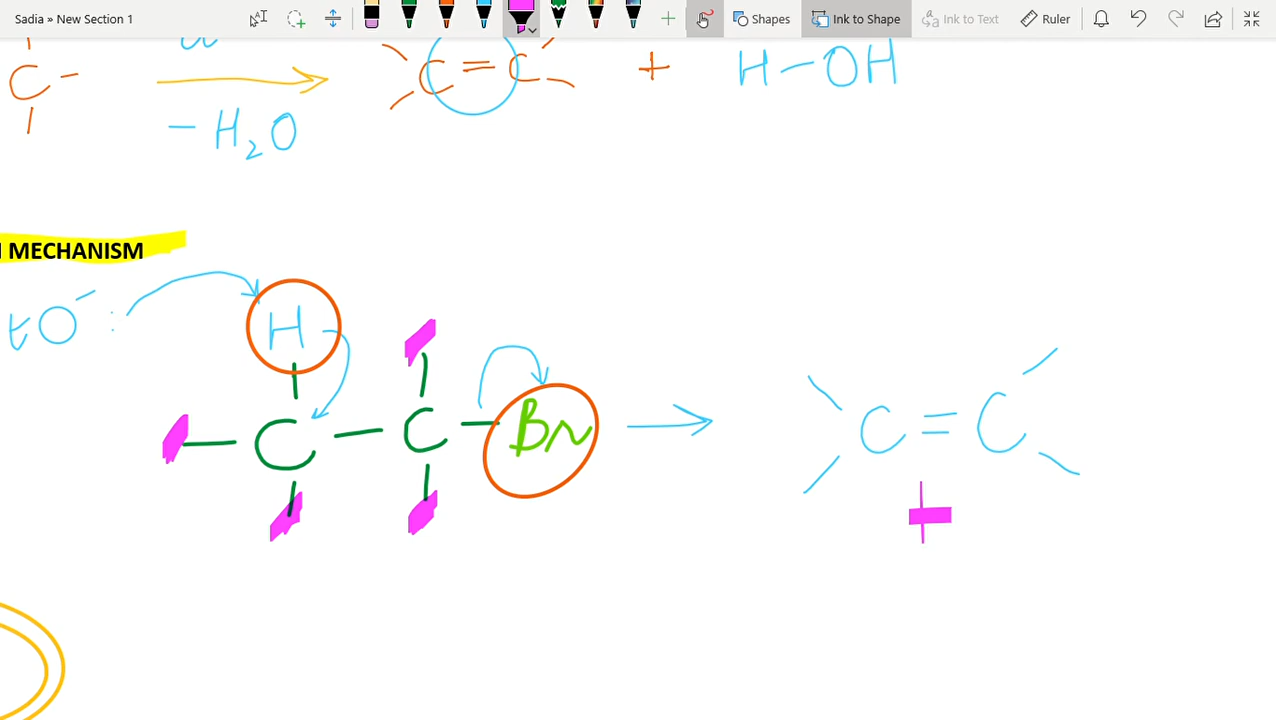 Sadia » New Section 1
Shapes
Ink to Shape
Ink to Text
Ruler
C = C + H - OH
C -
- H2O
MECHANISM
tO⁻ :
H
C - C - Br → C = C
+